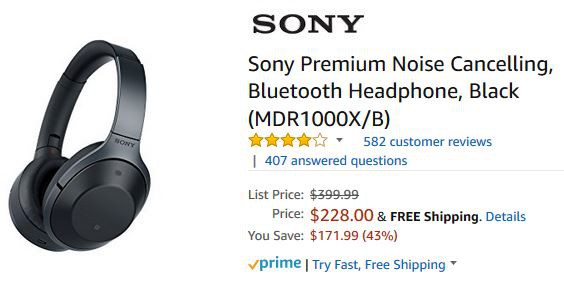 SONY
Sony Premium Noise Cancelling,
Bluetooth Headphone, Black
(MDR1000X/B)
582 customer reviews
| 407 answered questions
List Price: $399.99
Price: $228.00 & FREE Shipping. Details
You Save: $171.99 (43%)
prime | Try Fast, Free Shipping
SONY